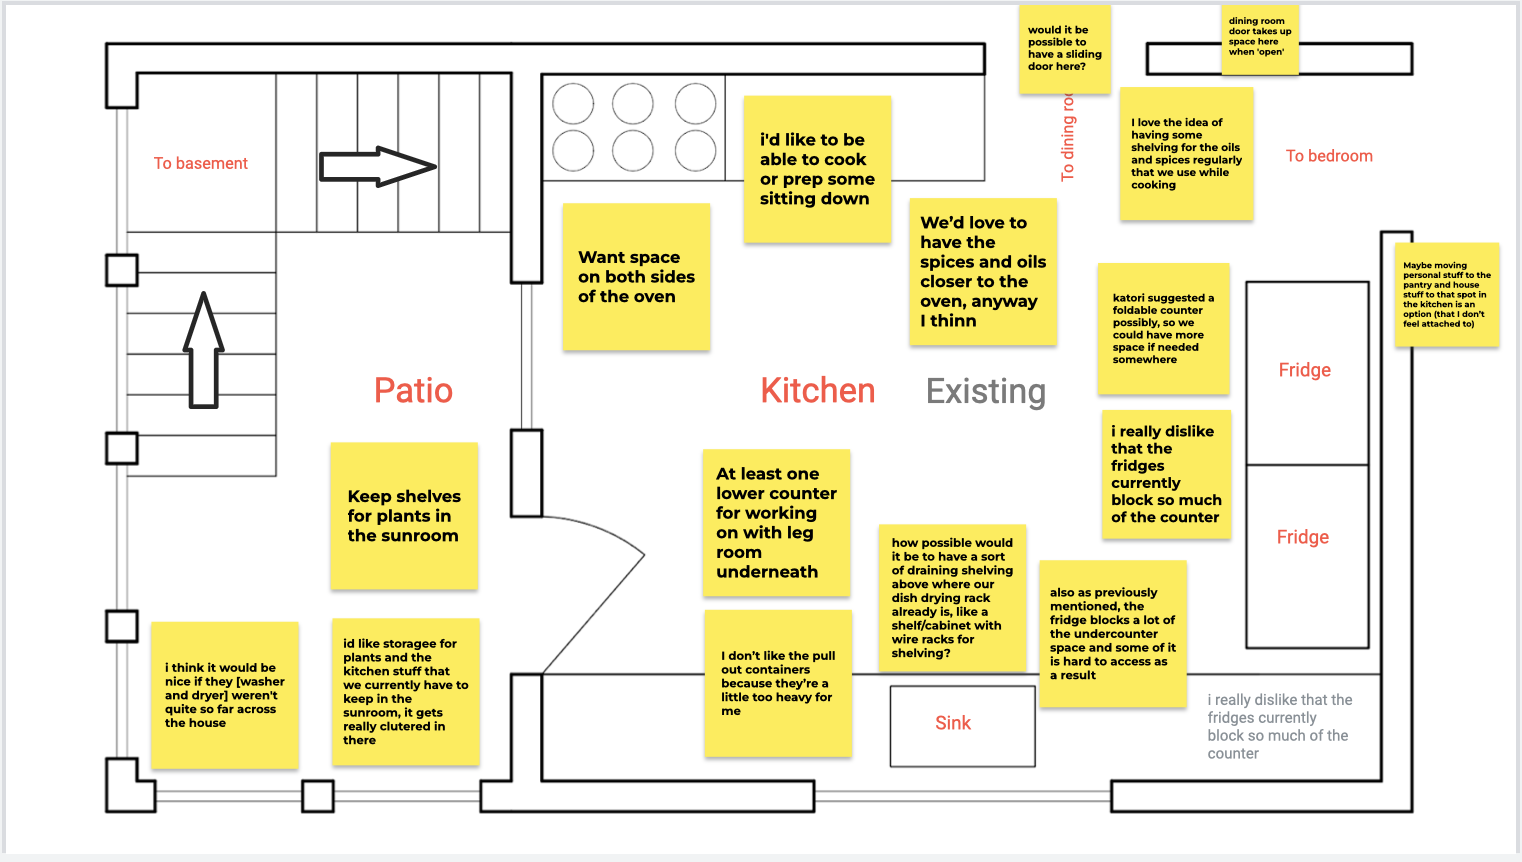 would it be
possible to
have a sliding
door here?
dining room
door takes up
space here
when 'open'
To basement
i'd like to be
able to cook
or prep some
sitting down
To dining roo
I love the idea of
having some
shelving for the oils
and spices regularly
that we use while
cooking
To bedroom
Want space
on both sides
of the oven
We'd love to
have the
spices and oils
closer to the
oven, anyway
I thinn
katori suggested a
foldable counter
possibly, so we
could have more
space if needed
somewhere
Maybe moving
personal stuff to the
pantry and house
stuff to that spot in
the kitchen is an
option (that I don't
feel attached to)
Fridge
Patio
Kitchen
Existing
i really dislike
that the
fridges
currently
block so much
of the counter
Keep shelves
for plants in
the sunroom
At least one
lower counter
for working
on with leg
room
underneath
how possible would
it be to have a sort
of draining shelving
above where our
dish drying rack
already is, like a
shelf/cabinet with
wire racks for
shelving?
Fridge
also as previously
mentioned, the
fridge blocks a lot of
the undercounter
space and some of it
is hard to access as
a result
i think it would be
nice if they [washer
and dryer] weren't
quite so far across
the house
id like storagee for
plants and the
kitchen stuff that
we currently have to
keep in the
sunroom, it gets
really clutered in
there
I don't like the pull
out containers
because they're a
little too heavy for
me
Sink
i really dislike that the
fridges currently
block so much of the
counter